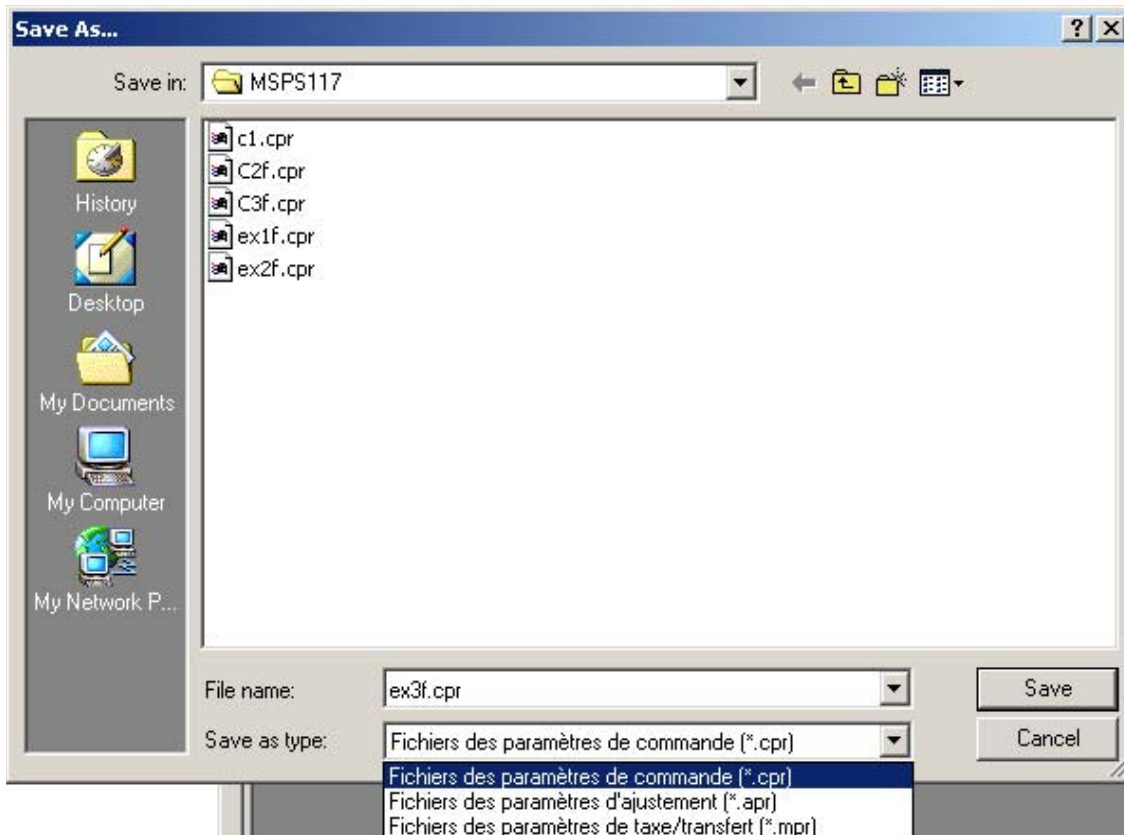 Save As...
Save in: MSPS117
History
Desktop
My Documents
My Computer
My Network P...
c1.cpr
C2f.cpr
C3f.cpr
ex1f.cpr
ex2f.cpr
File name: ex3f.cpr Save
Save as type: Fichiers des paramètres de commande (*.cpr) Cancel
Fichiers des paramètres de commande (*.cpr)
Fichiers des paramètres d'ajustement (*.apr)
Fichiers des paramètres de taxe/transfert (*.mpr)